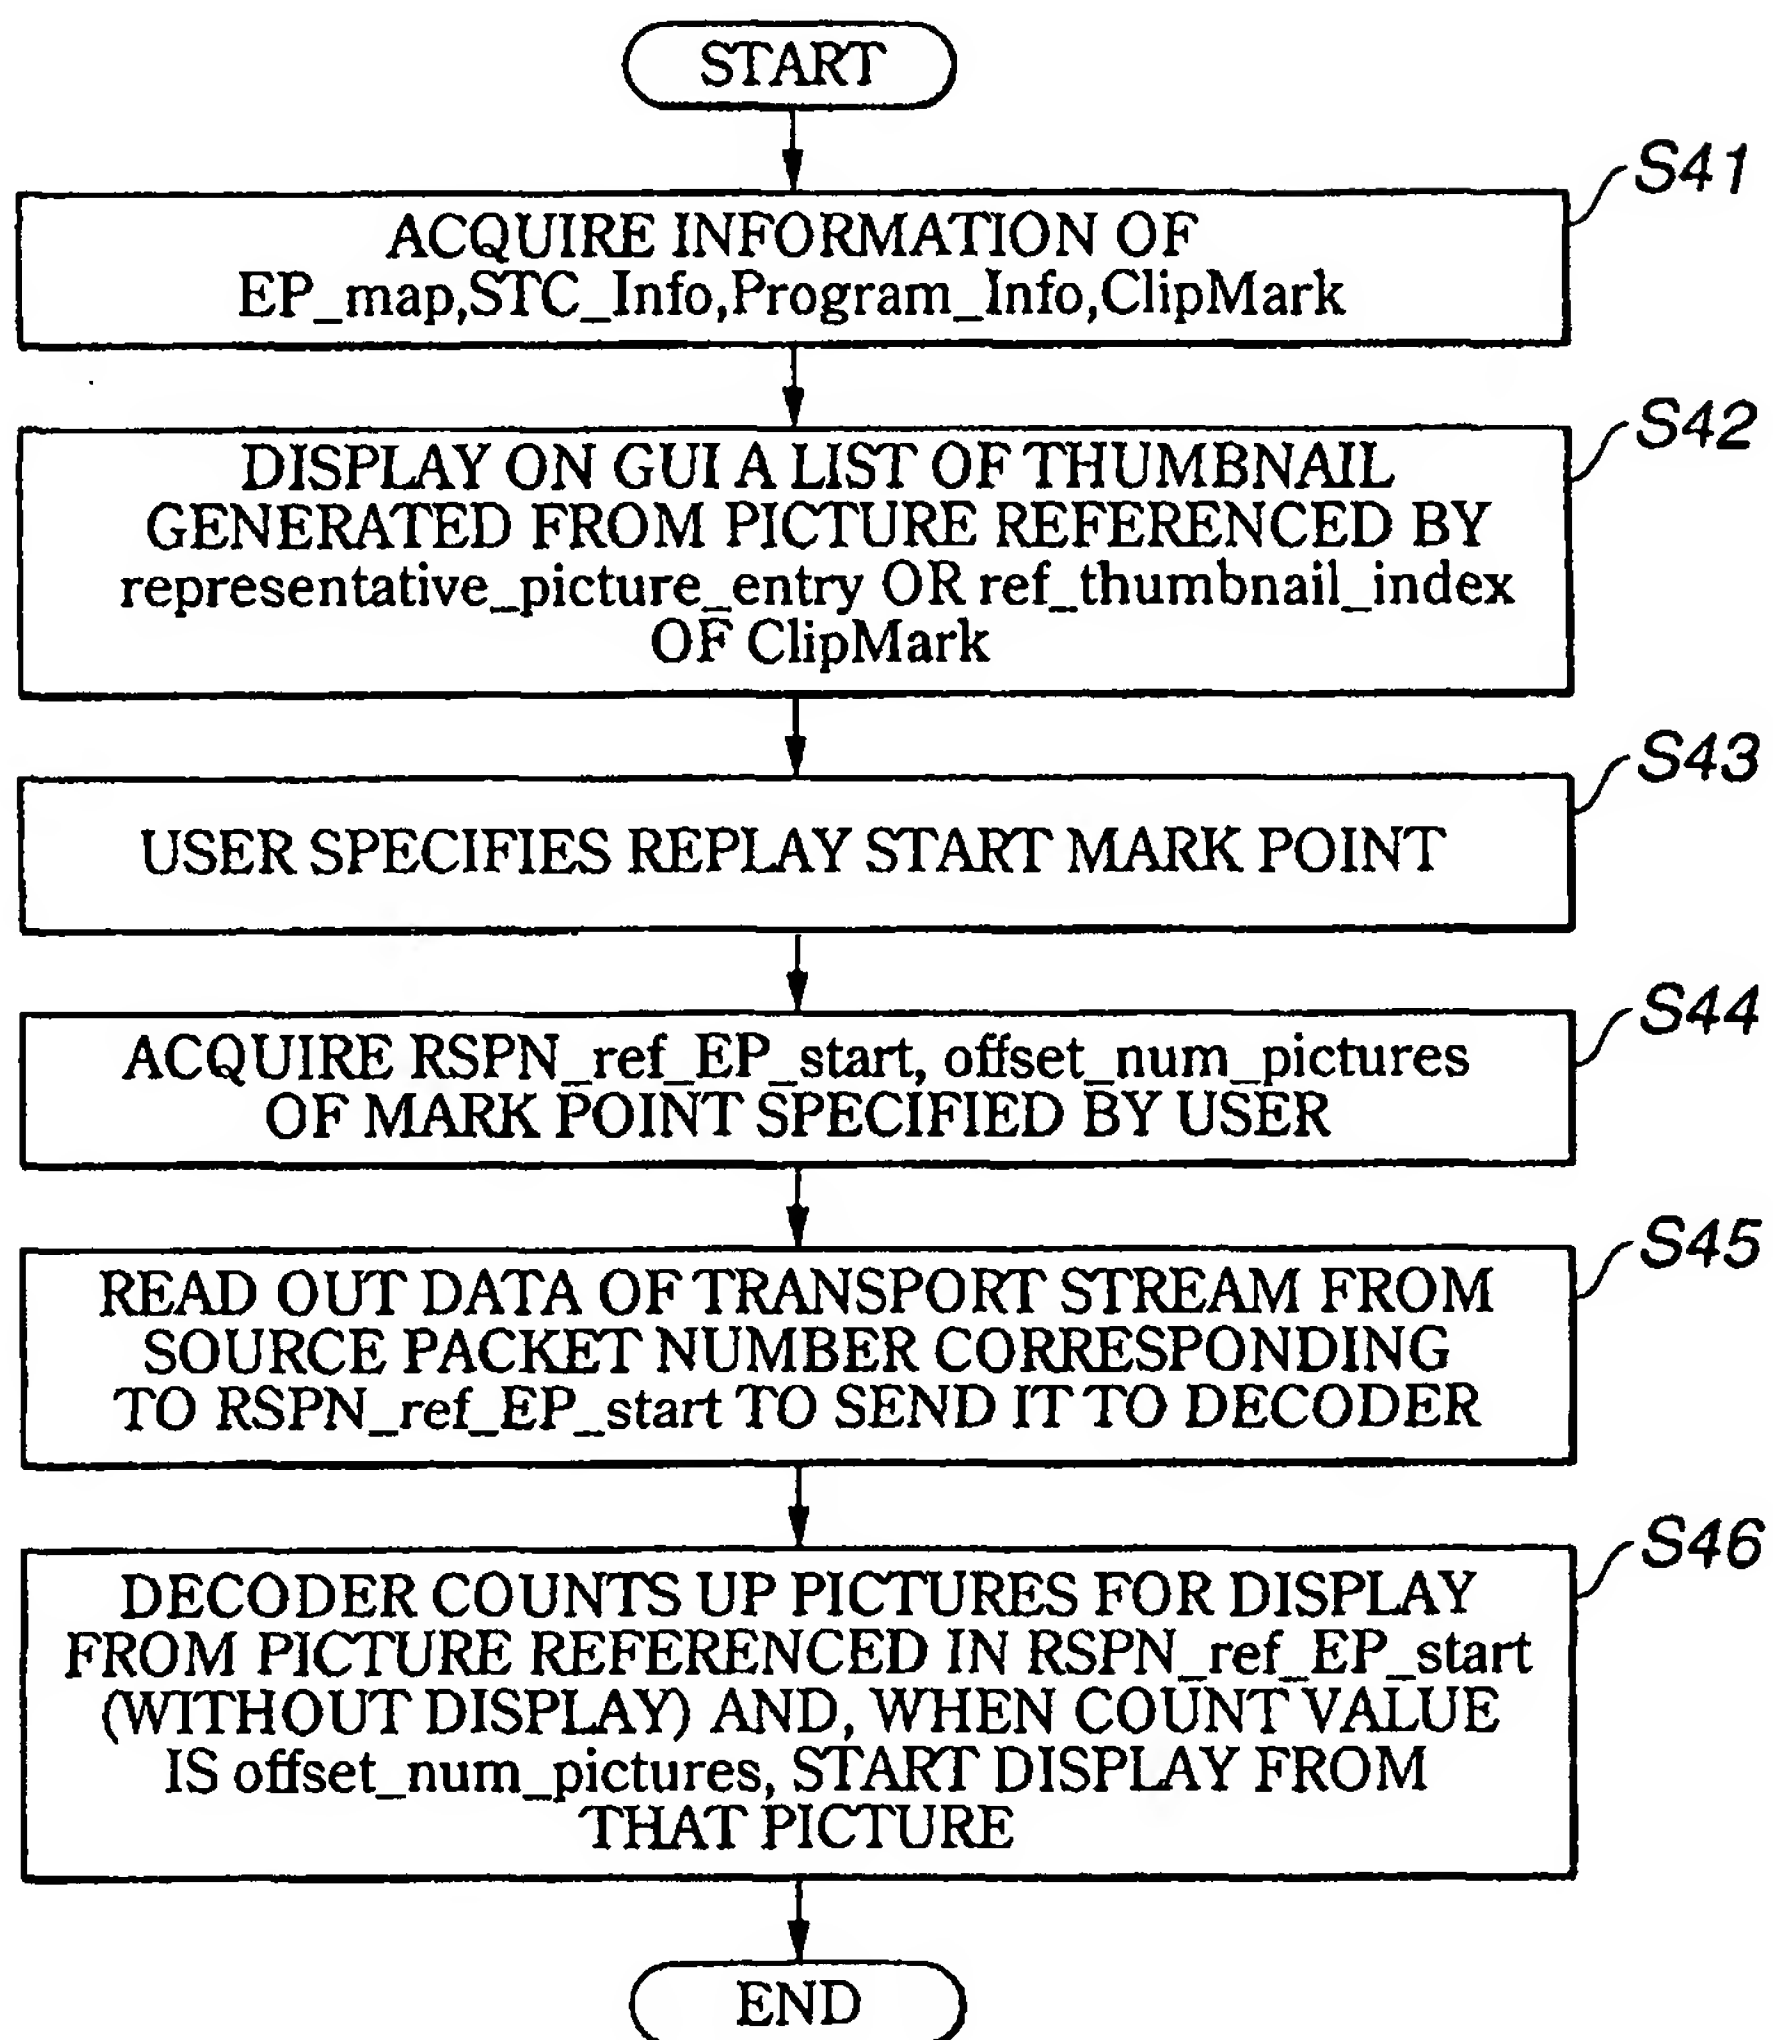 START
S41
ACQUIRE INFORMATION OF
EP_map,STC_Info,Program_Info,ClipMark
S42
DISPLAY ON GUI A LIST OF THUMBNAIL
GENERATED FROM PICTURE REFERENCED BY
representative_picture_entry OR ref_thumbnail_index
OF ClipMark
S43
USER SPECIFIES REPLAY START MARK POINT
S44
ACQUIRE RSPN_ref_EP_start, offset_num_pictures
OF MARK POINT SPECIFIED BY USER
S45
READ OUT DATA OF TRANSPORT STREAM FROM
SOURCE PACKET NUMBER CORRESPONDING
TO RSPN_ref_EP_start TO SEND IT TO DECODER
S46
DECODER COUNTS UP PICTURES FOR DISPLAY
FROM PICTURE REFERENCED IN RSPN_ref_EP_start
(WITHOUT DISPLAY) AND, WHEN COUNT VALUE
IS offset_num_pictures, START DISPLAY FROM
THAT PICTURE
END